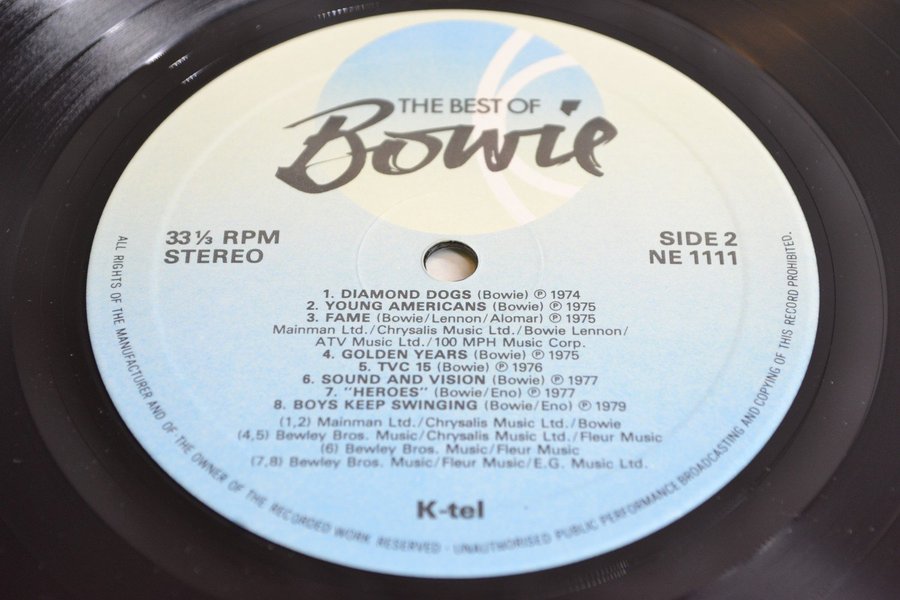 THE BEST OF
Bowie
33 ⅓ RPM
STEREO
SIDE 2
NE 1111
1. DIAMOND DOGS (Bowie) ℗ 1974
2. YOUNG AMERICANS (Bowie) ℗ 1975
3. FAME (Bowie/Lennon/Alomar) ℗ 1975
Mainman Ltd./Chrysalis Music Ltd./Bowie Lennon/
ATV Music Ltd./100 MPH Music Corp.
4. GOLDEN YEARS (Bowie) ℗ 1975
5. TVC 15 (Bowie) ℗ 1976
6. SOUND AND VISION (Bowie) ℗ 1977
7. "HEROES" (Bowie/Eno) ℗ 1977
8. BOYS KEEP SWINGING (Bowie/Eno) ℗ 1979
(1,2) Mainman Ltd./Chrysalis Music Ltd./Bowie
(4,5) Bewley Bros. Music/Chrysalis Music Ltd./Fleur Music
(6) Bewley Bros. Music/Fleur Music
(7,8) Bewley Bros. Music/Fleur Music/E.G. Music Ltd.
K-tel
ALL RIGHTS OF THE MANUFACTURER AND OF THE OWNER OF THE RECORDED WORK RESERVED - UNAUTHORISED PUBLIC PERFORMANCE BROADCASTING AND COPYING OF THIS RECORD PROHIBITED.